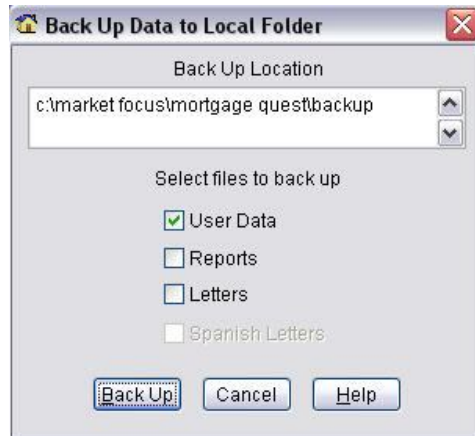 Back Up Data to Local Folder
Back Up Location
c:\market focus\mortgage quest\backup
Select files to back up
User Data
Reports
Letters
Spanish Letters
Back Up Cancel Help